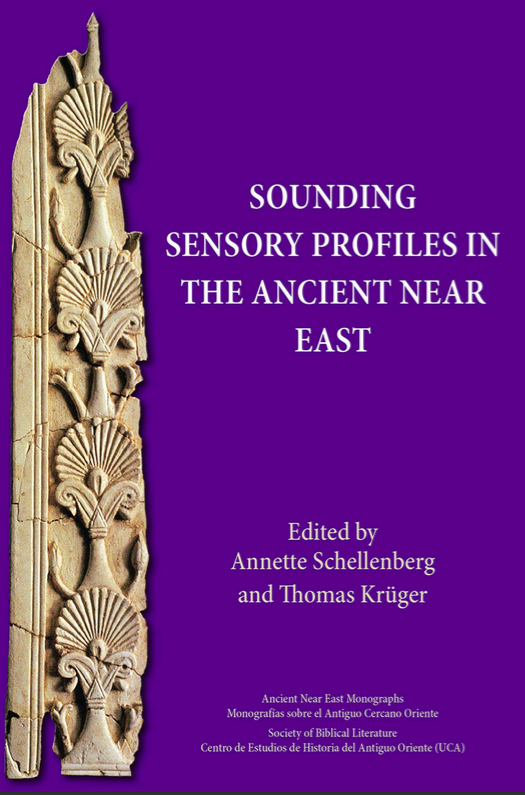 SOUNDING
SENSORY PROFILES IN
THE ANCIENT NEAR
EAST
Edited by
Annette Schellenberg
and Thomas Krüger
Ancient Near East Monographs
Monografías sobre el Antiguo Cercano Oriente
Society of Biblical Literature
Centro de Estudios de Historia del Antiguo Oriente (UCA)